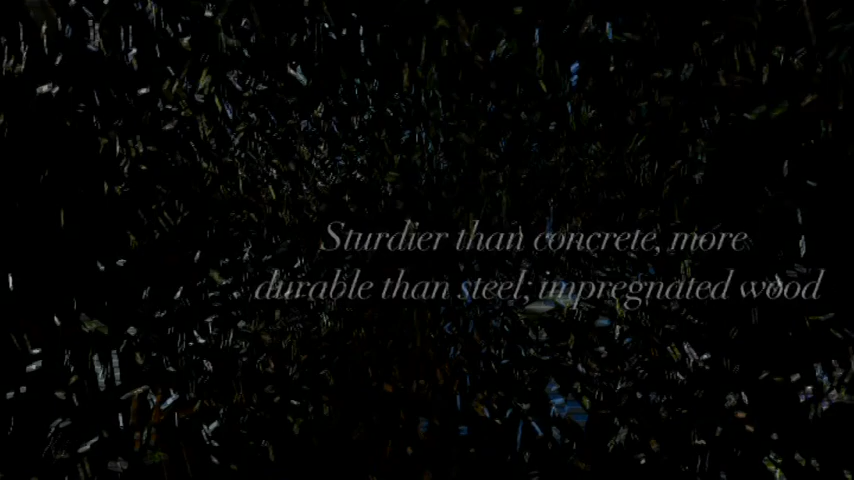 Sturdier than concrete, more
durable than steel; impregnated wood